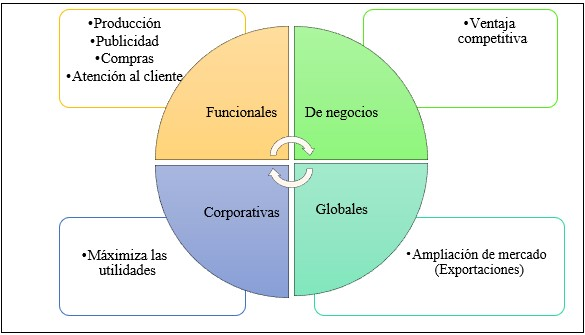 •Producción
•Publicidad
•Compras
•Atención al cliente
•Ventaja
competitiva
Funcionales
De negocios
Corporativas
Globales
•Máximiza las
utilidades
•Ampliación de mercado
(Exportaciones)